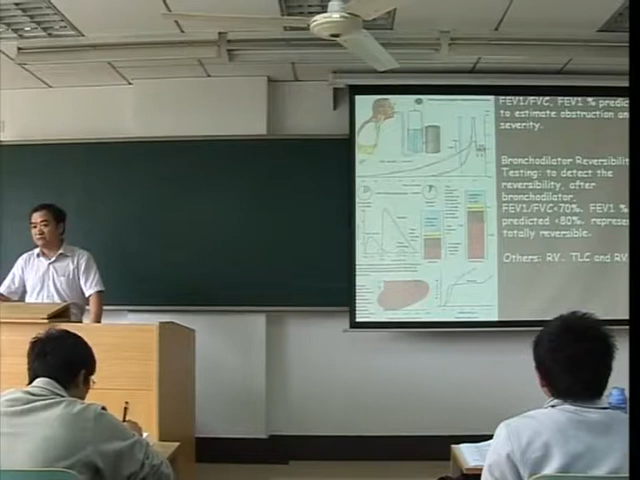 FEV1/FVC, FEV1 % predic
to estimate obstruction an
severity.
Bronchodilator Reversibilit
Testing: to detect the
reversibility, after
bronchodilator,
FEV1/FVC<70%, FEV1 %
predicted <80%, represe
totally reversible.
Others: RV, TLC and RV